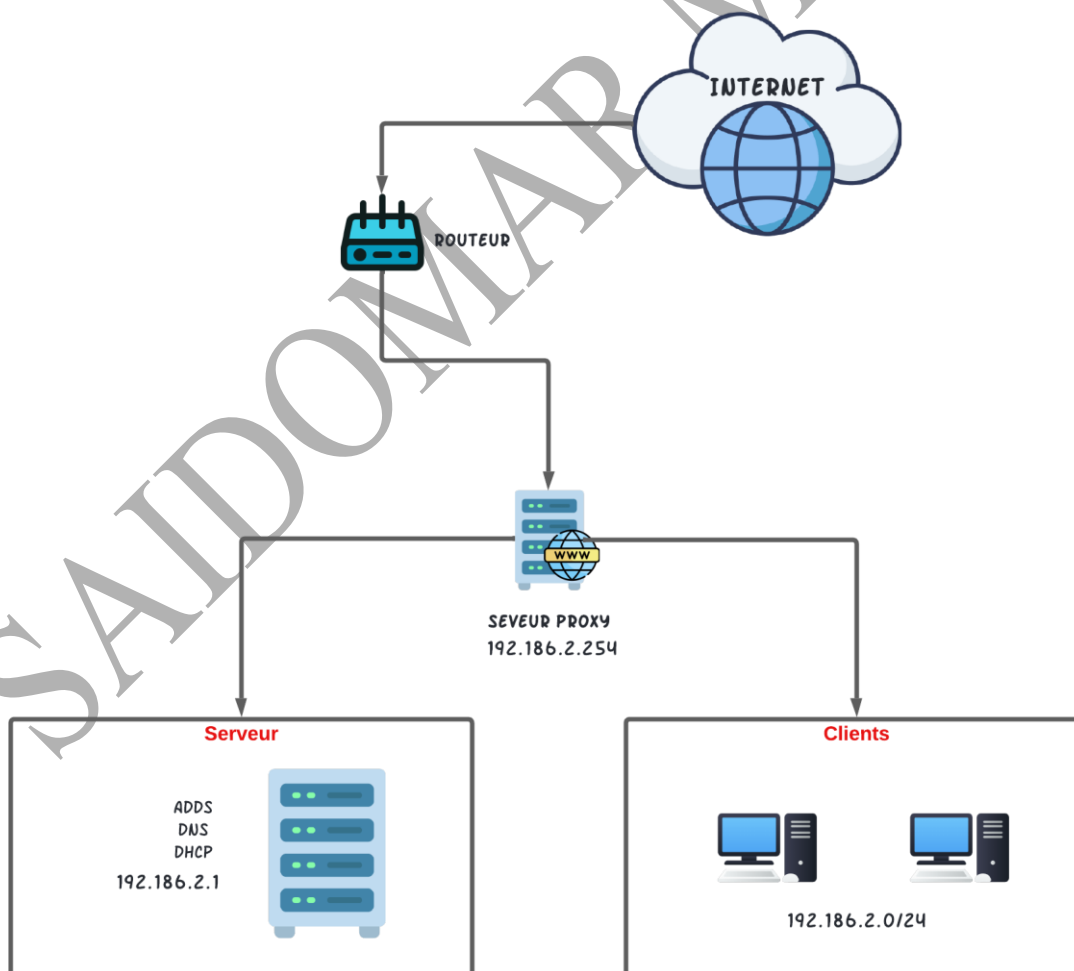 INTERNET
ROUTEUR
WWW
SEVEUR PROXY
192.186.2.254
Serveur
Clients
ADDS
DNS
DHCP
192.186.2.1
192.186.2.0/24
SAIDOMAR